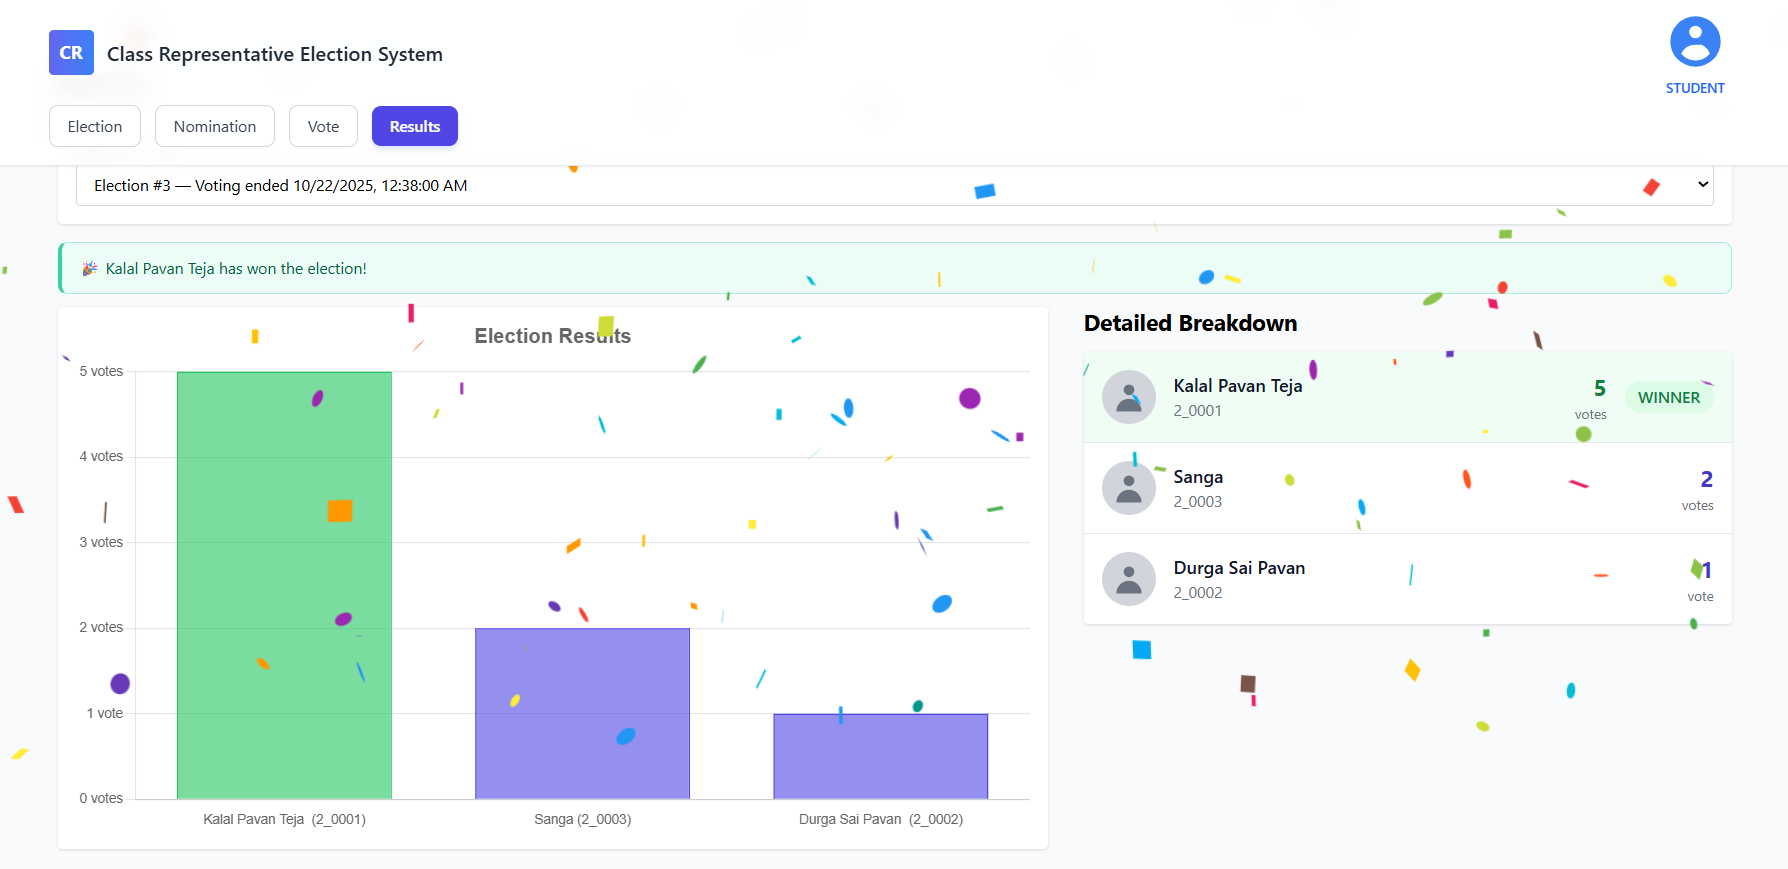 CR Class Representative Election System
STUDENT
Election Nomination Vote Results
Election #3 — Voting ended 10/22/2025, 12:38:00 AM
🎉 Kalal Pavan Teja has won the election!
Election Results
5 votes
4 votes
3 votes
2 votes
1 vote
0 votes
Kalal Pavan Teja (2_0001) Sanga (2_0003) Durga Sai Pavan (2_0002)
Detailed Breakdown
Kalal Pavan Teja
2_0001
5
votes
WINNER
Sanga
2_0003
2
votes
Durga Sai Pavan
2_0002
1
vote